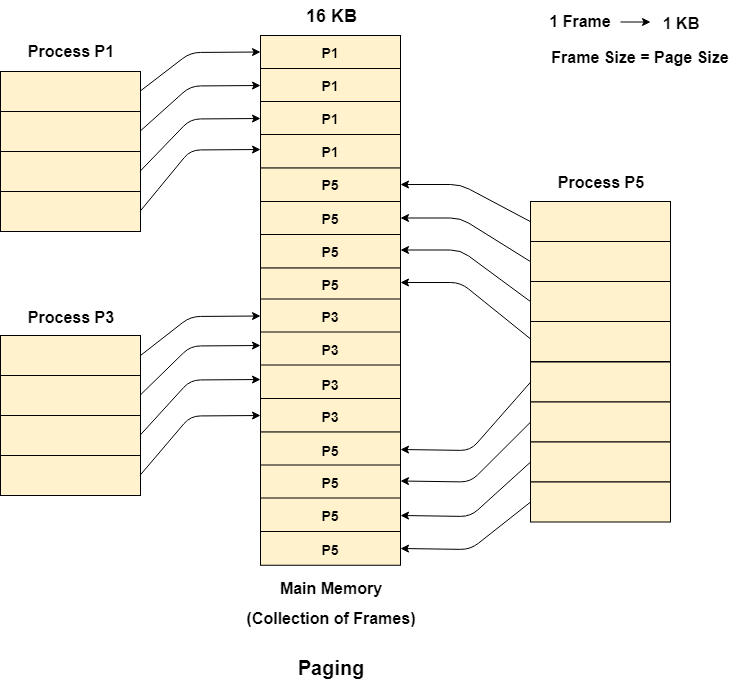 16 KB
1 Frame → 1 KB
Frame Size = Page Size
Process P1
P1
P1
P1
P1
P5
P5
P5
P5
P3
P3
P3
P3
P5
P5
P5
P5
Process P5
Process P3
Main Memory
(Collection of Frames)
Paging